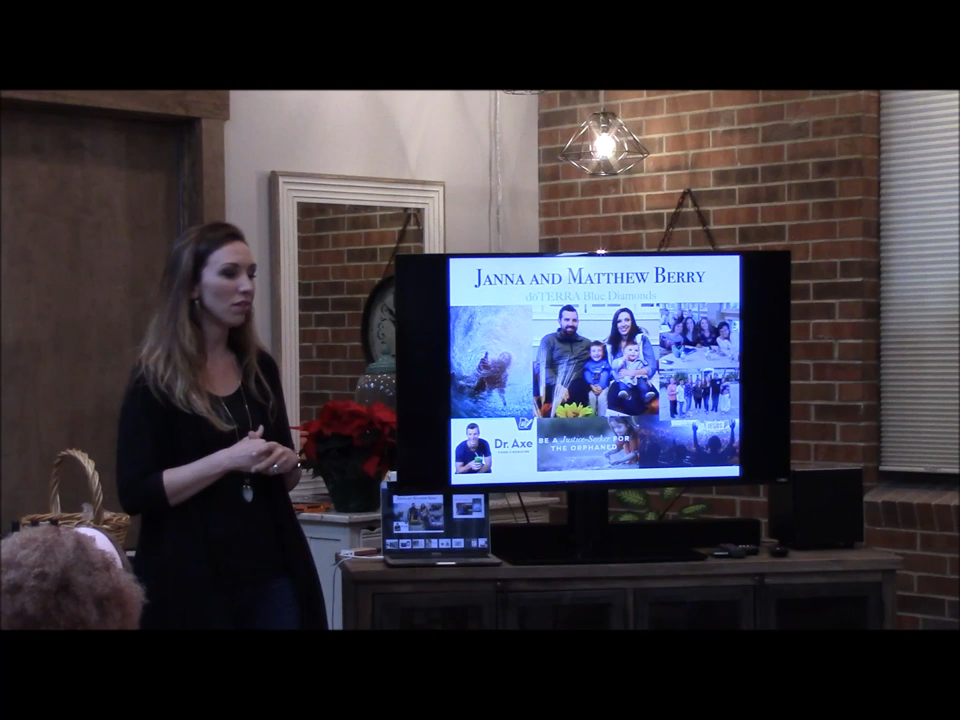 JANNA AND MATTHEW BERRY
dōTERRA Blue Diamonds
Dr. Axe
BE A Justice-Seeker FOR
THE ORPHANED